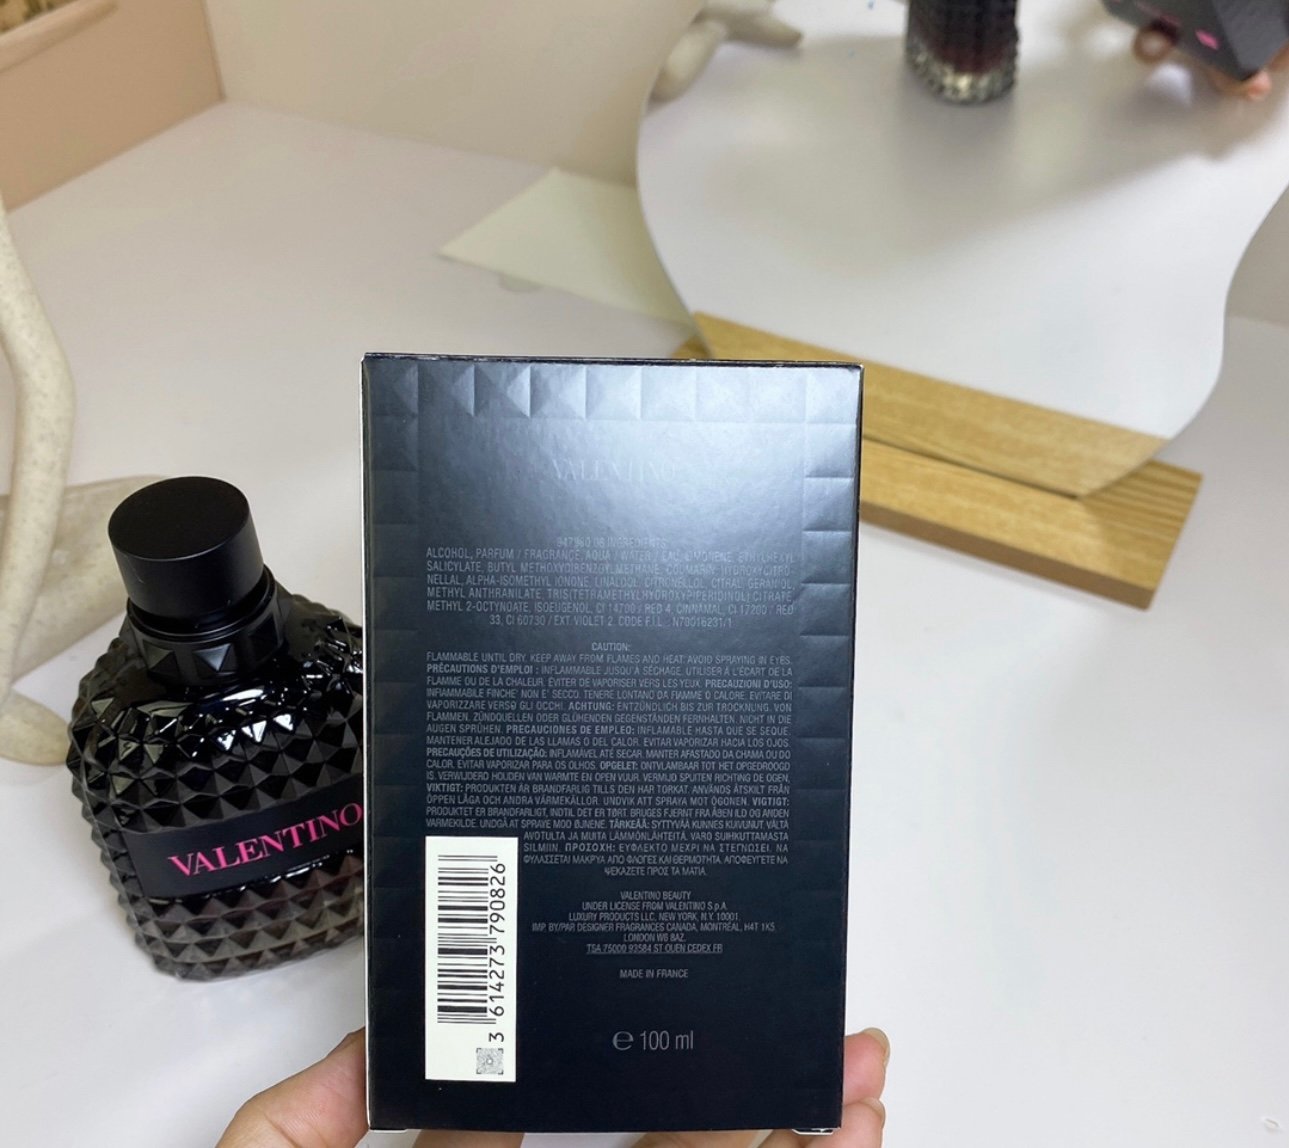 VALENTINO
VALENTINO
947980 06 INGREDIENTS:
ALCOHOL, PARFUM / FRAGRANCE, AQUA / WATER / EAU, LIMONENE, ETHYLHEXYL
SALICYLATE, BUTYL METHOXYDIBENZOYLMETHANE, COUMARIN, HYDROXYCITRO
NELLAL, ALPHA-ISOMETHYL IONONE, LINALOOL, CITRONELLOL, CITRAL, GERANIOL
METHYL ANTHRANILATE, TRIS(TETRAMETHYLHYDROXYPIPERIDINOL) CITRATE
METHYL 2-OCTYNOATE, ISOEUGENOL, CI 14700 / RED 4, CINNAMAL, CI 17200 / RED
33, CI 60730 / EXT. VIOLET 2. CODE F.I.L. N70016231/1
CAUTION:
FLAMMABLE UNTIL DRY. KEEP AWAY FROM FLAMES AND HEAT. AVOID SPRAYING IN EYES.
PRÉCAUTIONS D'EMPLOI : INFLAMMABLE JUSQU'À SÉCHAGE. UTILISER À L'ÉCART DE LA
FLAMME OU DE LA CHALEUR. ÉVITER DE VAPORISER VERS LES YEUX. PRECAUZIONI D'USO:
INFIAMMABILE FINCHE' NON E' SECCO. TENERE LONTANO DA FIAMME O CALORE. EVITARE DI
VAPORIZZARE VERSO GLI OCCHI. ACHTUNG: ENTZÜNDLICH BIS ZUR TROCKNUNG. VON
FLAMMEN, ZÜNDQUELLEN ODER GLÜHENDEN GEGENSTÄNDEN FERNHALTEN. NICHT IN DIE
AUGEN SPRÜHEN. PRECAUCIONES DE EMPLEO: INFLAMABLE HASTA QUE SE SEQUE.
MANTENER ALEJADO DE LAS LLAMAS O DEL CALOR. EVITAR VAPORIZAR HACIA LOS OJOS
PRECAUÇÕES DE UTILIZAÇÃO: INFLAMÁVEL ATÉ SECAR. MANTER AFASTADO DA CHAMA OU DO
CALOR. EVITAR VAPORIZAR PARA OS OLHOS. OPGELET: ONTVLAMBAAR TOT HET OPGEDROOGD
IS. VERWIJDERD HOUDEN VAN WARMTE EN OPEN VUUR. VERMIJD SPUITEN RICHTING DE OGEN.
VIKTIGT: PRODUKTEN ÄR BRANDFARLIG TILLS DEN HAR TORKAT. ANVÄNDS ÅTSKILT FRÅN
ÖPPEN LÅGA OCH ANDRA VÄRMEKÄLLOR. UNDVIK ATT SPRAYA MOT ÖGONEN. VIGTIGT:
PRODUKTET ER BRANDFARLIGT, INDTIL DET ER TØRT. BRUGES FJERNT FRA ÅBEN ILD OG ANDEN
VARMEKILDE. UNDGÅ AT SPRAYE MOD ØJNENE. TÄRKEÄÄ: SYTTYVÄÄ KUNNES KUIVUNUT. VÄLTÄ
AVOTULTA JA MUITA LÄMMÖNLÄHTEITÄ. VARO SUIHKUTTAMASTA
SILMIIN. ΠΡΟΣΟΧΗ: ΕΥΦΛΕΚΤΟ ΜΕΧΡΙ ΝΑ ΣΤΕΓΝΩΣΕΙ. ΝΑ
ΦΥΛΑΣΣΕΤΑΙ ΜΑΚΡΥΑ ΑΠΟ ΦΛΟΓΕΣ ΚΑΙ ΘΕΡΜΟΤΗΤΑ. ΑΠΟΦΕΥΓΕΤΕ ΝΑ
ΨΕΚΑΖΕΤΕ ΠΡΟΣ ΤΑ ΜΑΤΙΑ.
VALENTINO BEAUTY
UNDER LICENSE FROM VALENTINO S.p.A.
LUXURY PRODUCTS LLC, NEW YORK, N.Y. 10001
IMP. BY/PAR DESIGNER FRAGRANCES CANADA, MONTRÉAL, H4T 1K5
LONDON W6 8AZ.
TSA 75000 93584 ST OUEN CEDEX FR
MADE IN FRANCE
3 614273 790826
℮ 100 ml